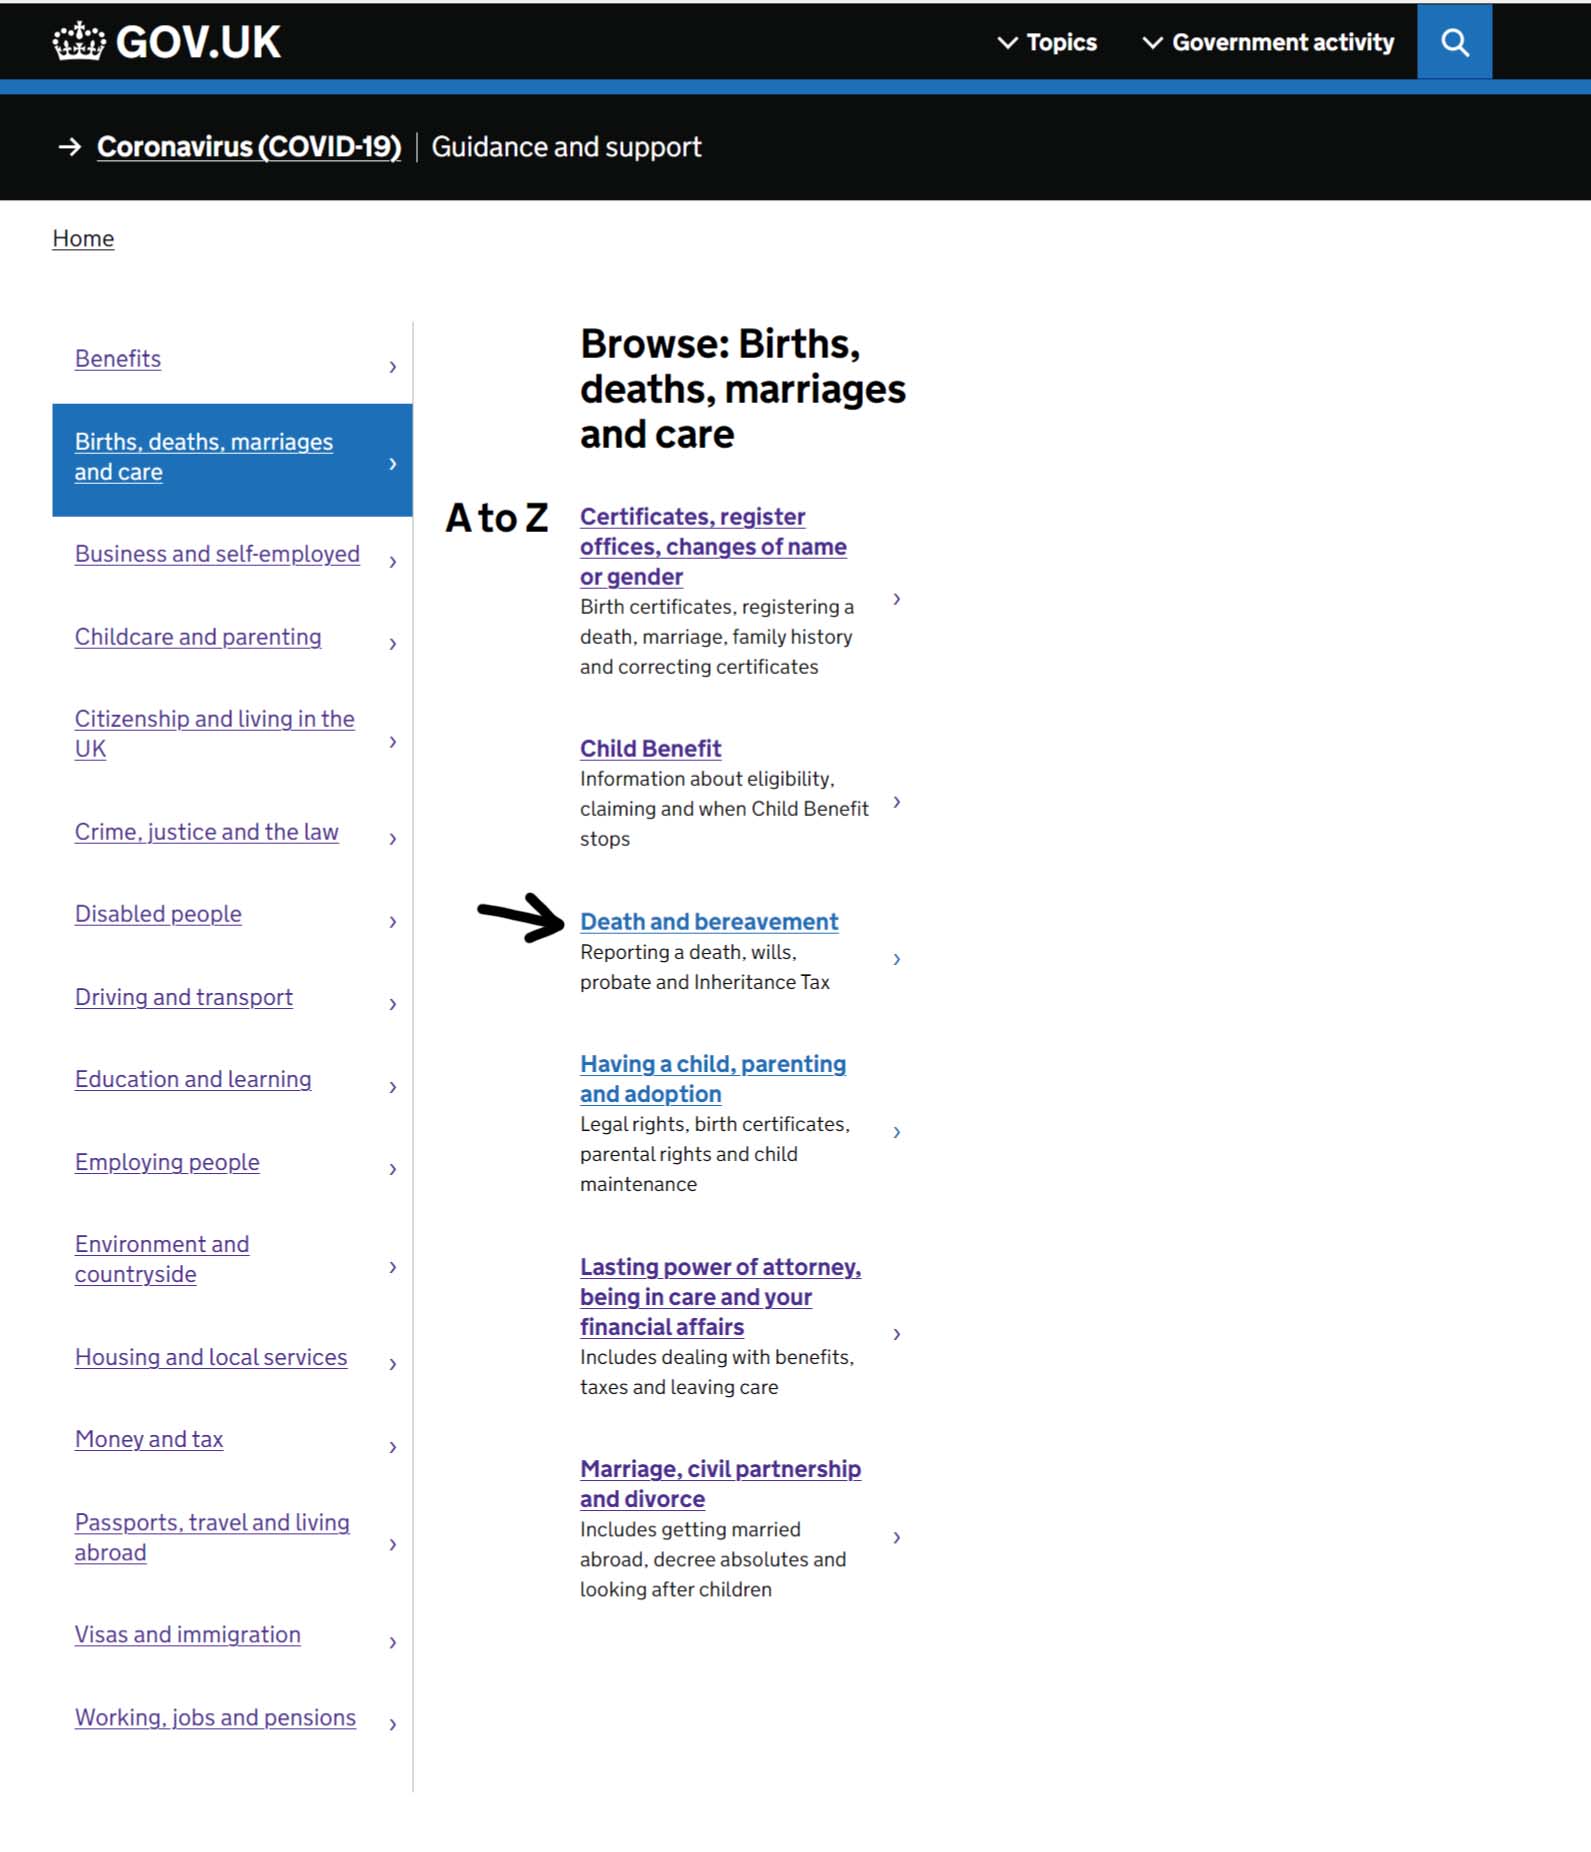 GOV.UK
Topics
Government activity
Coronavirus (COVID-19)
Guidance and support
Home
Benefits
Births, deaths, marriages
and care
Business and self-employed
Childcare and parenting
Citizenship and living in the
UK
Crime, justice and the law
Disabled people
Driving and transport
Education and learning
Employing people
Environment and
countryside
Housing and local services
Money and tax
Passports, travel and living
abroad
Visas and immigration
Working, jobs and pensions
Browse: Births,
deaths, marriages
and care
A to Z
Certificates, register
offices, changes of name
or gender
Birth certificates, registering a
death, marriage, family history
and correcting certificates
Child Benefit
Information about eligibility,
claiming and when Child Benefit
stops
Death and bereavement
Reporting a death, wills,
probate and Inheritance Tax
Having a child, parenting
and adoption
Legal rights, birth certificates,
parental rights and child
maintenance
Lasting power of attorney,
being in care and your
financial affairs
Includes dealing with benefits,
taxes and leaving care
Marriage, civil partnership
and divorce
Includes getting married
abroad, decree absolutes and
looking after children